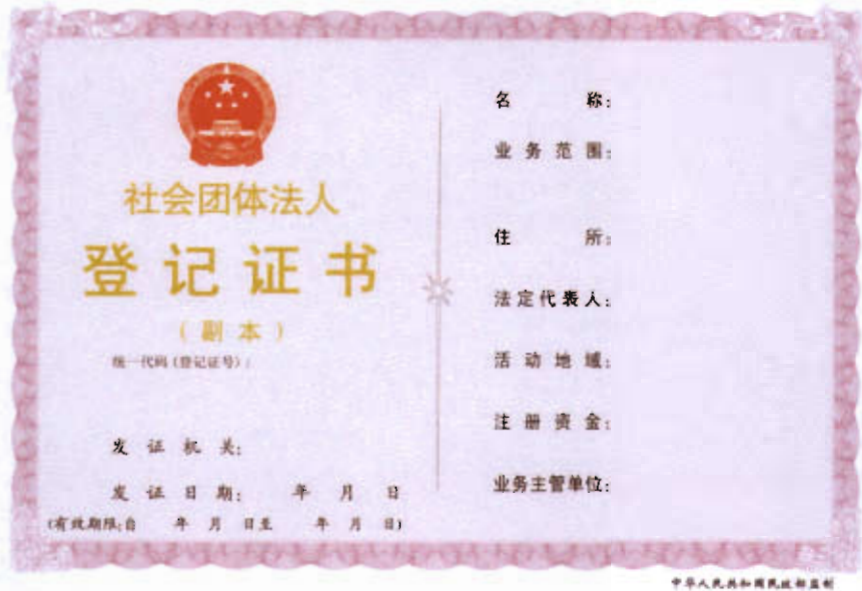 社会团体法人
登记证书
（副本）
统一代码（登记证号）：
发证机关：
发证日期： 年 月 日
(有效期限:自 年 月 日至 年 月 日)
名称：
业务范围：
住所：
法定代表人：
活动地域：
注册资金：
业务主管单位：
中华人民共和国民政部监制